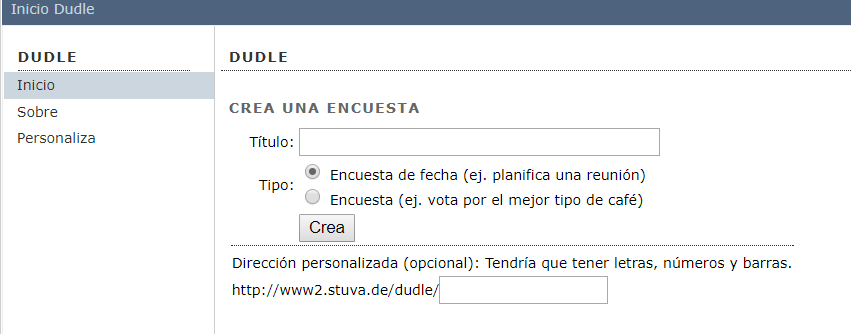 Inicio Dudle
DUDLE
Inicio
Sobre
Personaliza
DUDLE
CREA UNA ENCUESTA
Título:
Tipo:
Encuesta de fecha (ej. planifica una reunión)
Encuesta (ej. vota por el mejor tipo de café)
Crea
Dirección personalizada (opcional): Tendría que tener letras, números y barras.
http://www2.stuva.de/dudle/